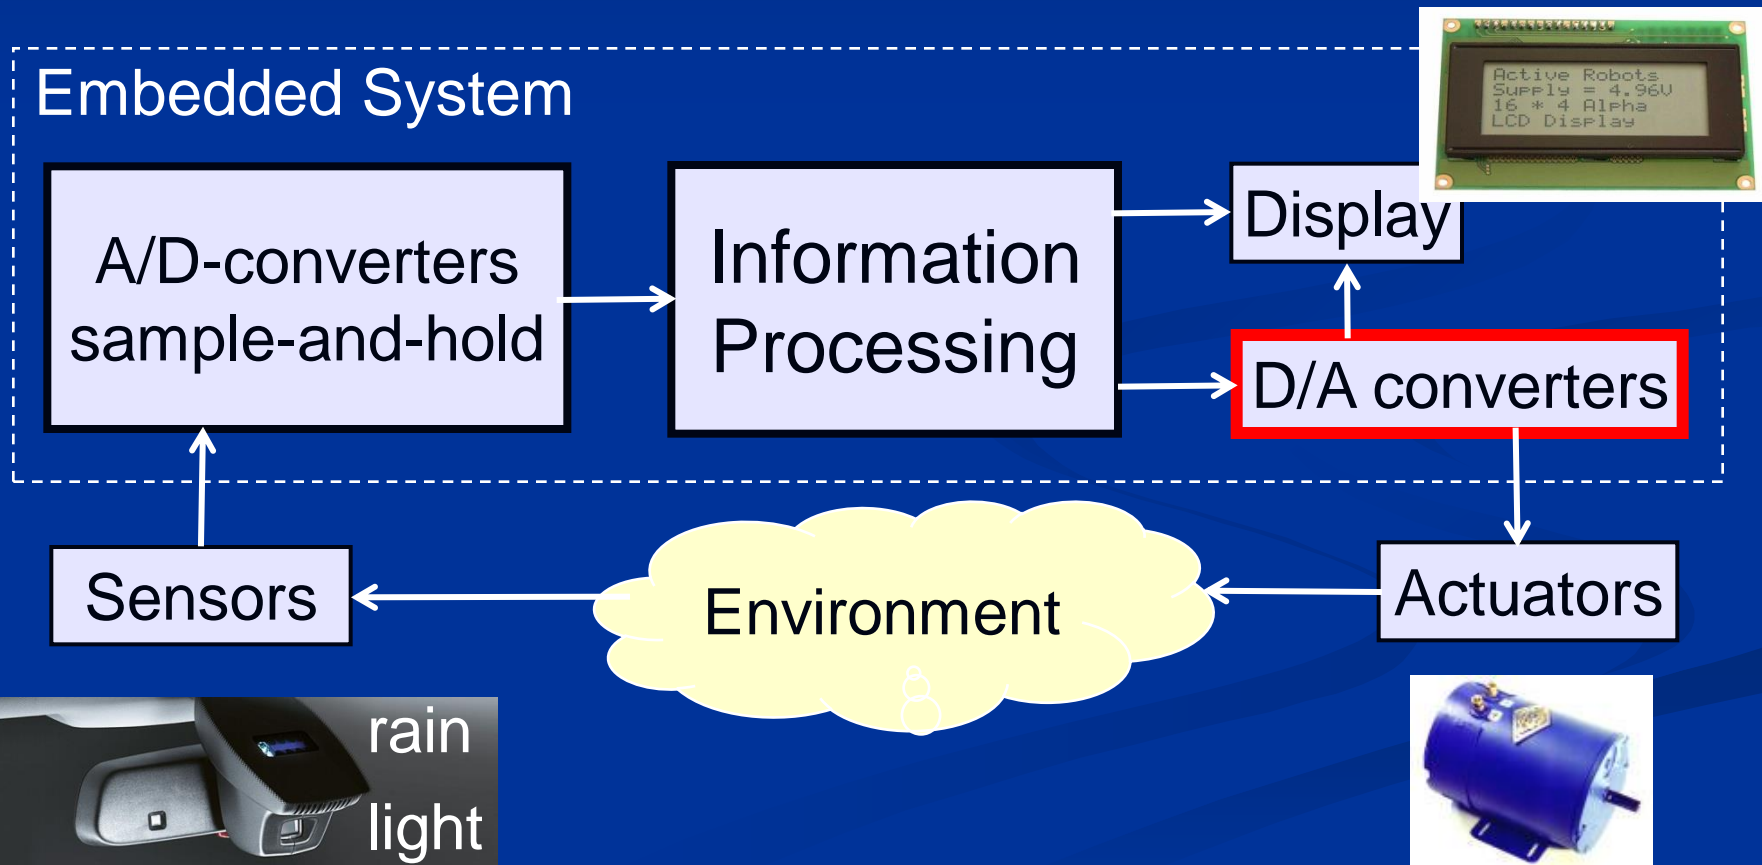 Embedded System
Active Robots
Supply = 4.96V
16 * 4 Alpha
LCD Display
A/D-converters
sample-and-hold
Information
Processing
Display
D/A converters
Sensors
Environment
Actuators
rain
light